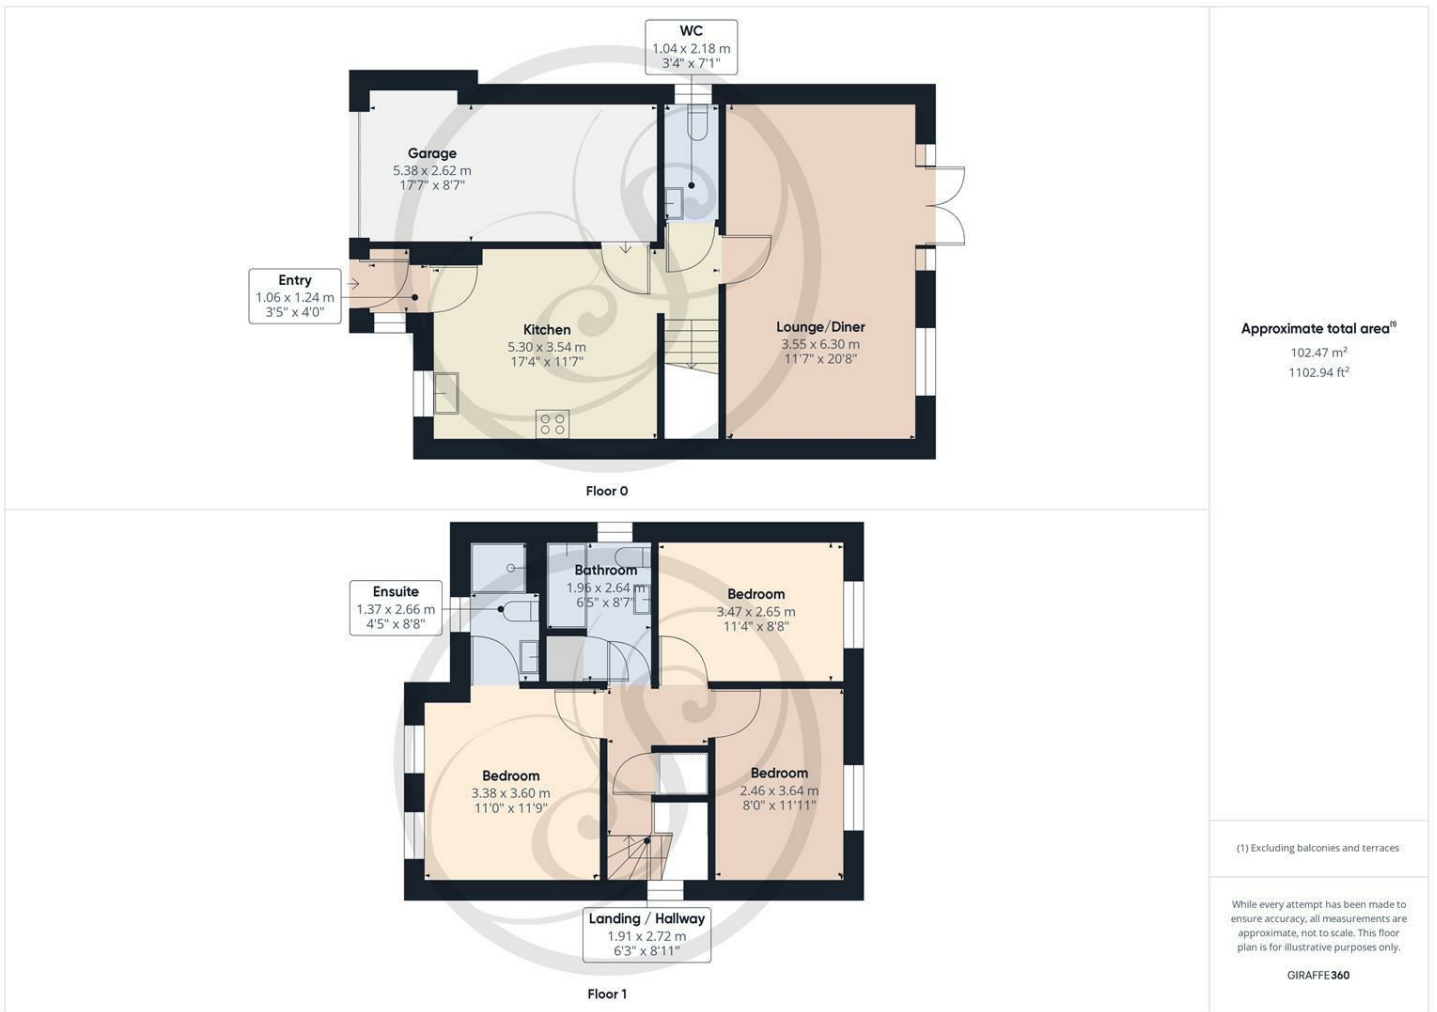 WC
1.04 x 2.18 m
3'4" x 7'1"
Garage
5.38 x 2.62 m
17'7" x 8'7"
Entry
1.06 x 1.24 m
3'5" x 4'0"
Kitchen
5.30 x 3.54 m
17'4" x 11'7"
Lounge/Diner
3.55 x 6.30 m
11'7" x 20'8"
Floor 0
Ensuite
1.37 x 2.66 m
4'5" x 8'8"
Bathroom
1.96 x 2.64 m
6'5" x 8'7"
Bedroom
3.47 x 2.65 m
11'4" x 8'8"
Bedroom
3.38 x 3.60 m
11'0" x 11'9"
Bedroom
2.46 x 3.64 m
8'0" x 11'11"
Landing / Hallway
1.91 x 2.72 m
6'3" x 8'11"
Floor 1
Approximate total area(1)
102.47 m²
1102.94 ft²
(1) Excluding balconies and terraces
While every attempt has been made to
ensure accuracy, all measurements are
approximate, not to scale. This floor
plan is for illustrative purposes only.
GIRAFFE360